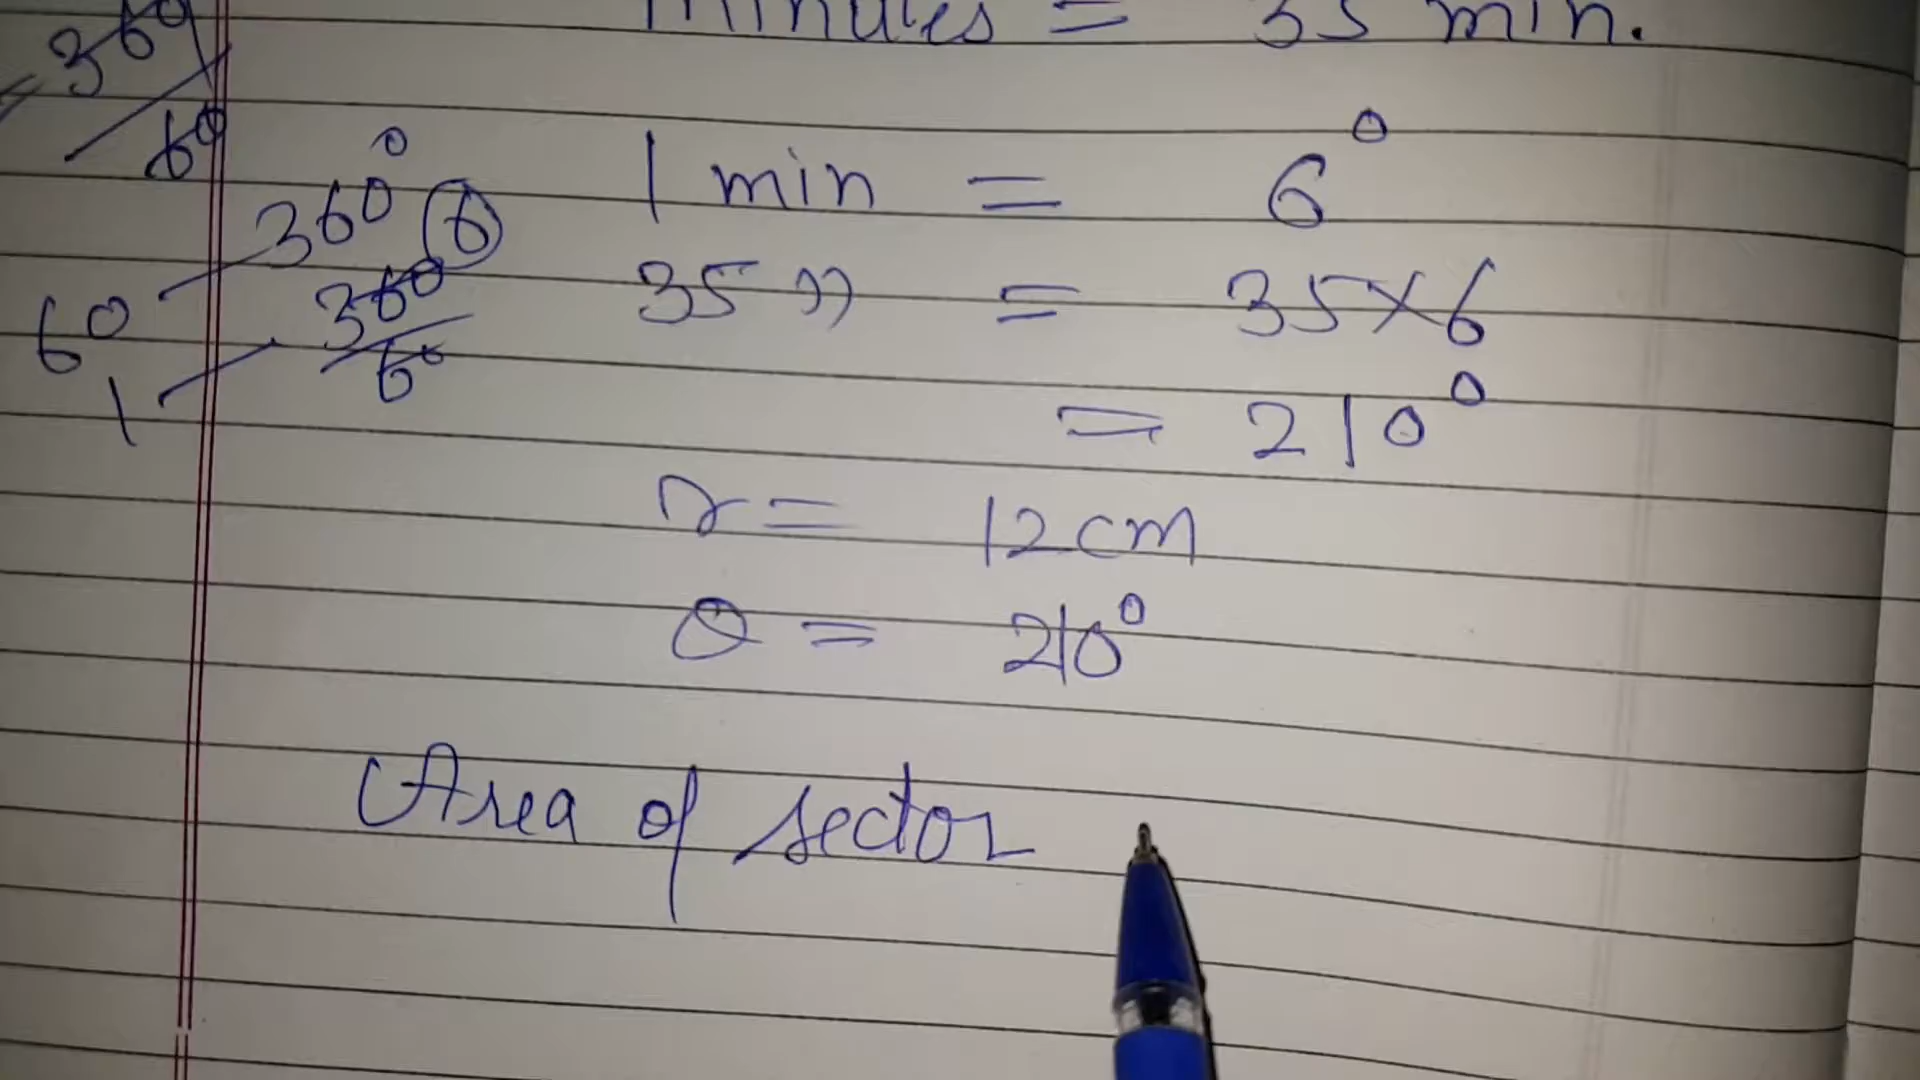 minutes = 35 min.
360
60
1 min = 6°
360° 6
35 " = 35×6
60 360
1 60
= 210°
r = 12cm
θ = 210°
Area of sector